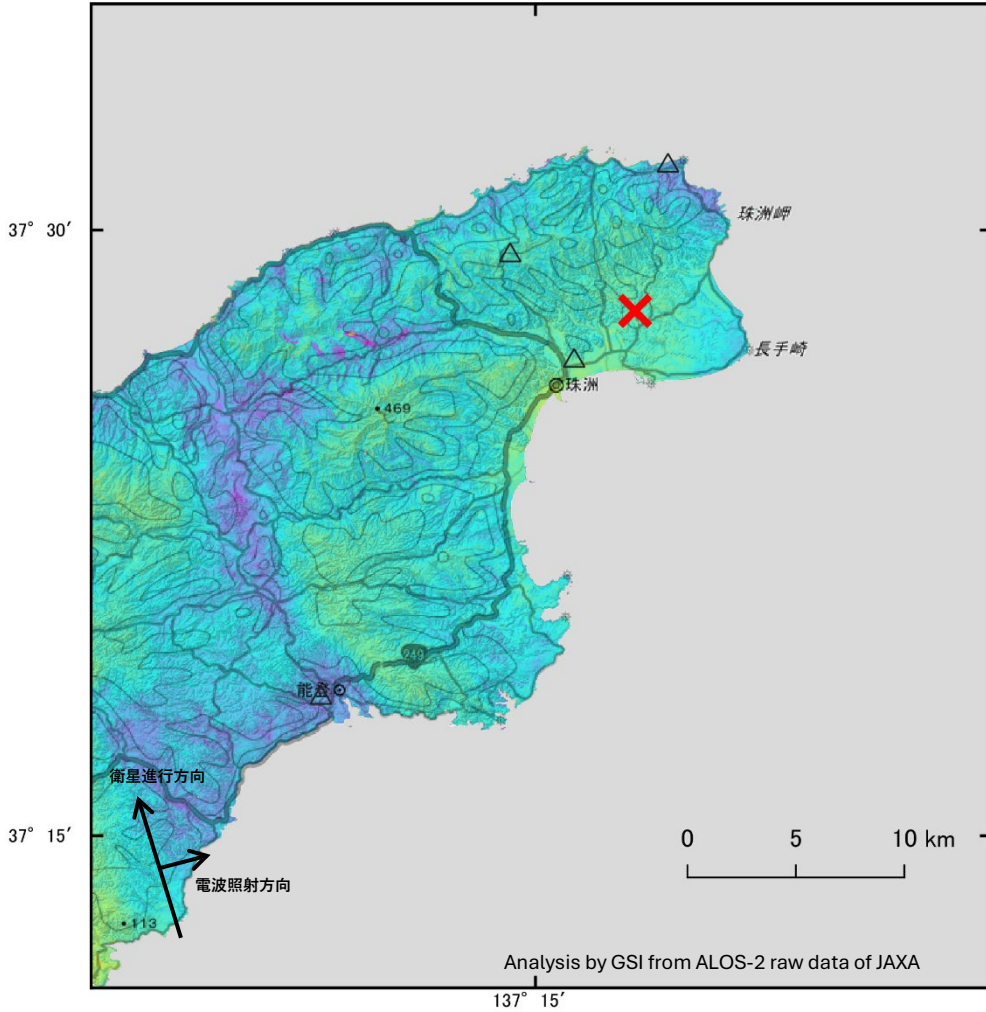 37° 30′
珠洲岬
長手崎
珠洲
469
249
能登
衛星進行方向
37° 15′
電波照射方向
0 5 10 km
113
Analysis by GSI from ALOS-2 raw data of JAXA
137° 15′